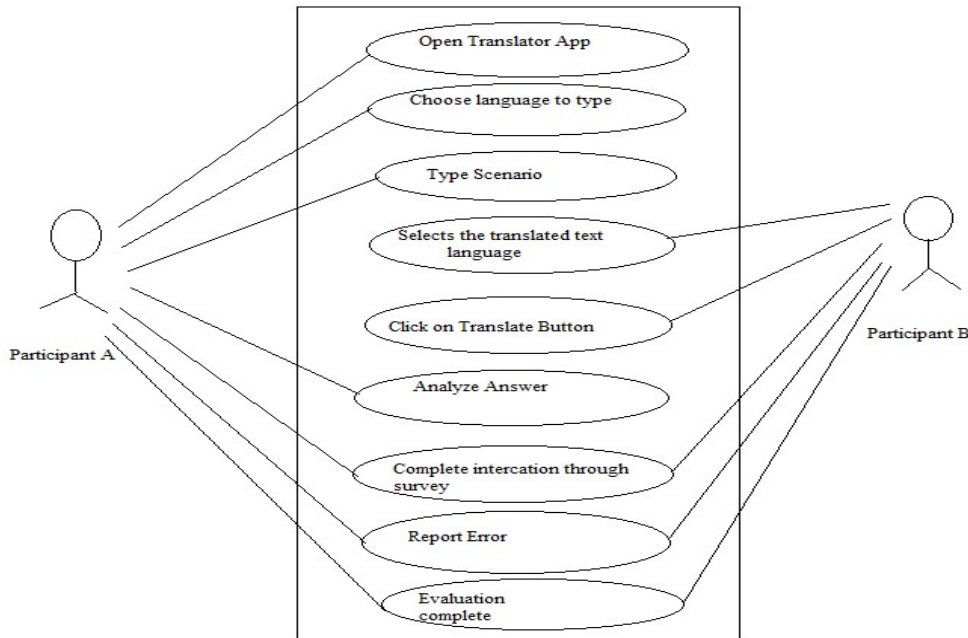 Open Translator App
Choose language to type
Type Scenario
Selects the translated text
language
Click on Translate Button
Participant A
Participant B
Analyze Answer
Complete intercation through
survey
Report Error
Evaluation
complete